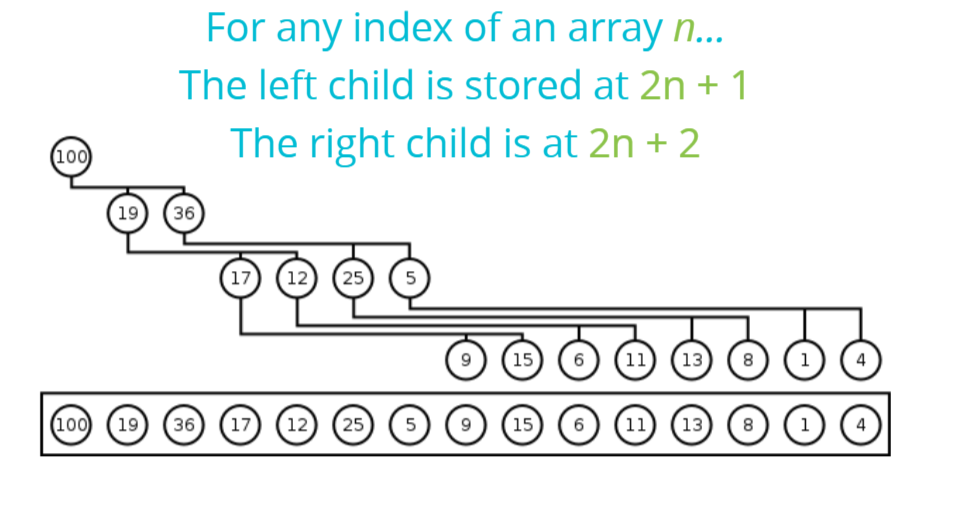 For any index of an array n...
The left child is stored at 2n + 1
The right child is at 2n + 2
100
19 36
17 12 25 5
9 15 6 11 13 8 1 4
100 19 36 17 12 25 5 9 15 6 11 13 8 1 4